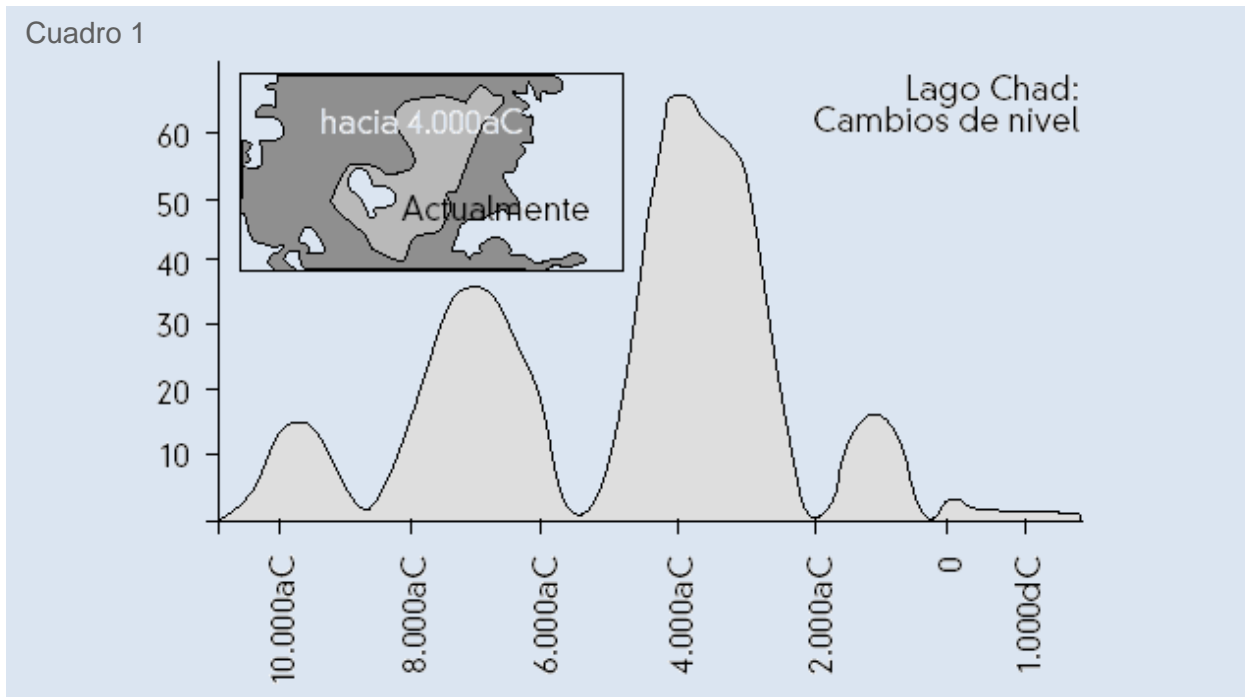 Cuadro 1
Lago Chad:
Cambios de nivel
hacia 4.000aC
Actualmente
60
50
40
30
20
10
10.000aC
8.000aC
6.000aC
4.000aC
2.000aC
0
1.000dC